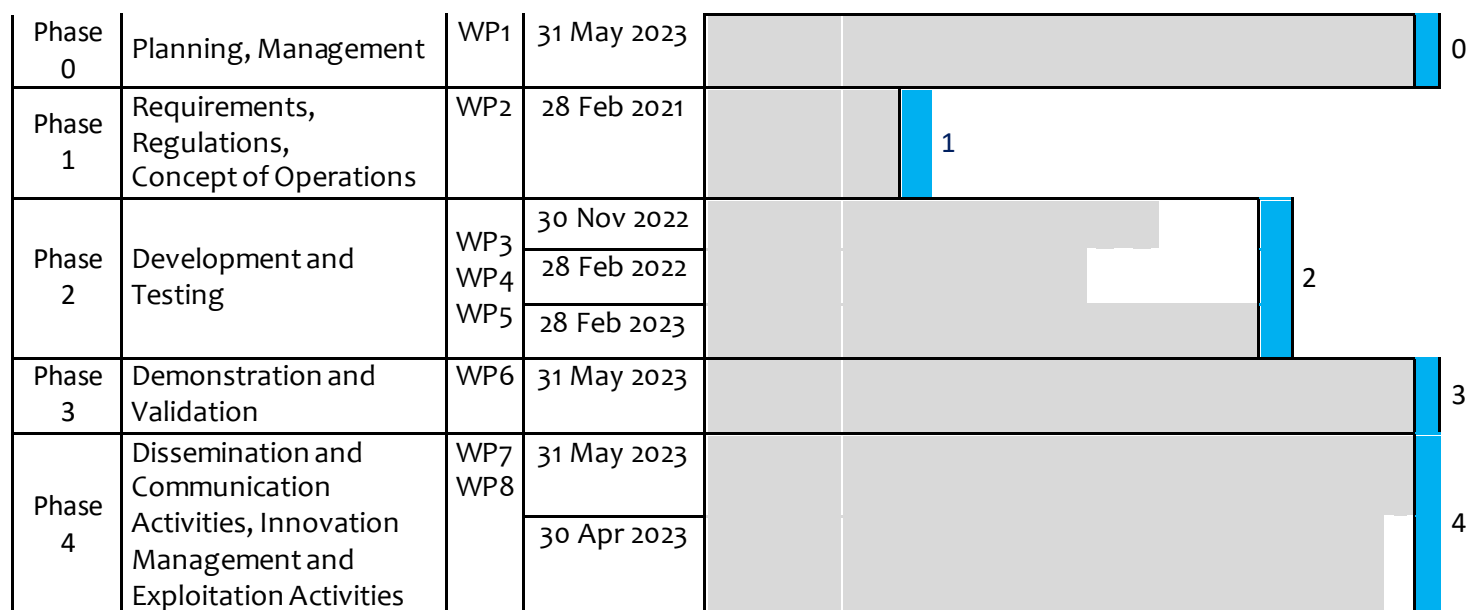 Phase
0
Planning, Management
WP1
31 May 2023
0
Phase
1
Requirements,
Regulations,
Concept of Operations
WP2
28 Feb 2021
1
Phase
2
Development and
Testing
WP3
WP4
WP5
30 Nov 2022
28 Feb 2022
28 Feb 2023
2
Phase
3
Demonstration and
Validation
WP6
31 May 2023
3
Phase
4
Dissemination and
Communication
Activities, Innovation
Management and
Exploitation Activities
WP7
WP8
31 May 2023
30 Apr 2023
4